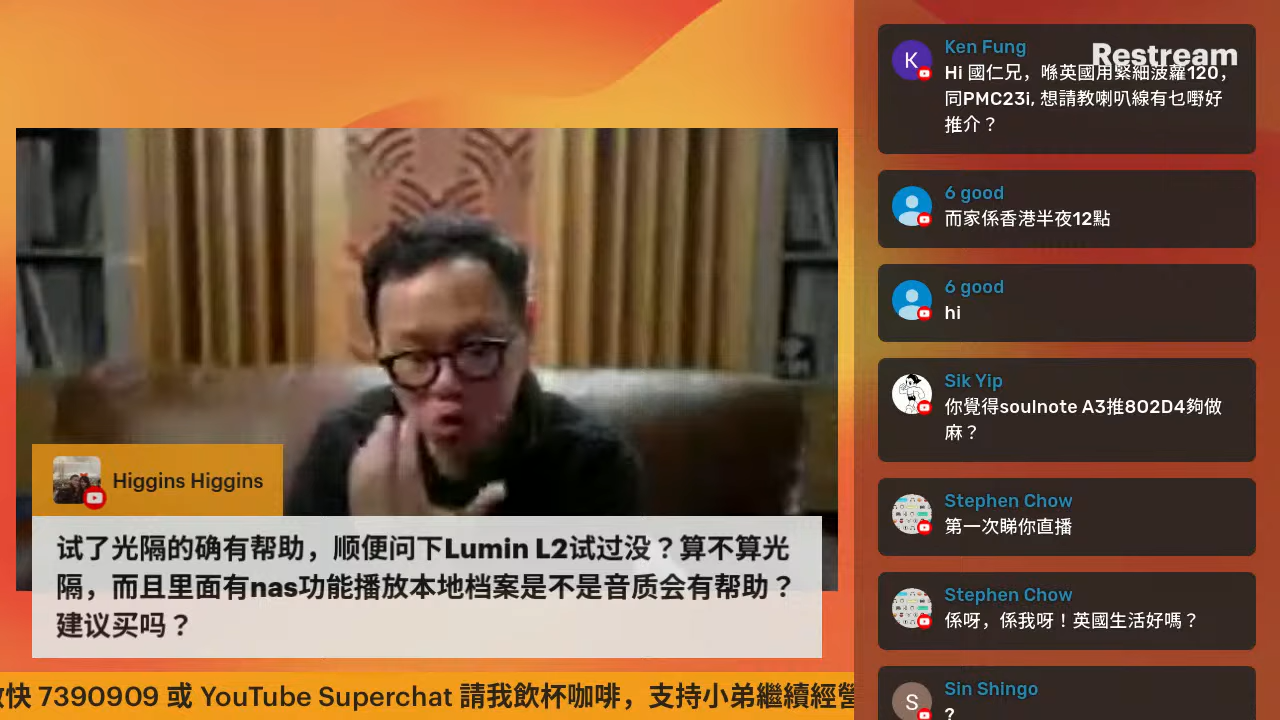 Higgins Higgins
试了光隔的确有帮助，顺便问下Lumin L2试过没？算不算光
隔，而且里面有nas功能播放本地档案是不是音质会有帮助？
建议买吗？
快 7390909 或 YouTube Superchat 請我飲杯咖啡，支持小弟繼續經營
Restream
K
Ken Fung
Hi 國仁兄，喺英國用緊細菠蘿120，
同PMC23i, 想請教喇叭線有乜嘢好
推介？
6 good
而家係香港半夜12點
6 good
hi
Sik Yip
你覺得soulnote A3推802D4夠做
麻？
Stephen Chow
第一次睇你直播
Stephen Chow
係呀，係我呀！英國生活好嗎？
S
Sin Shingo
?